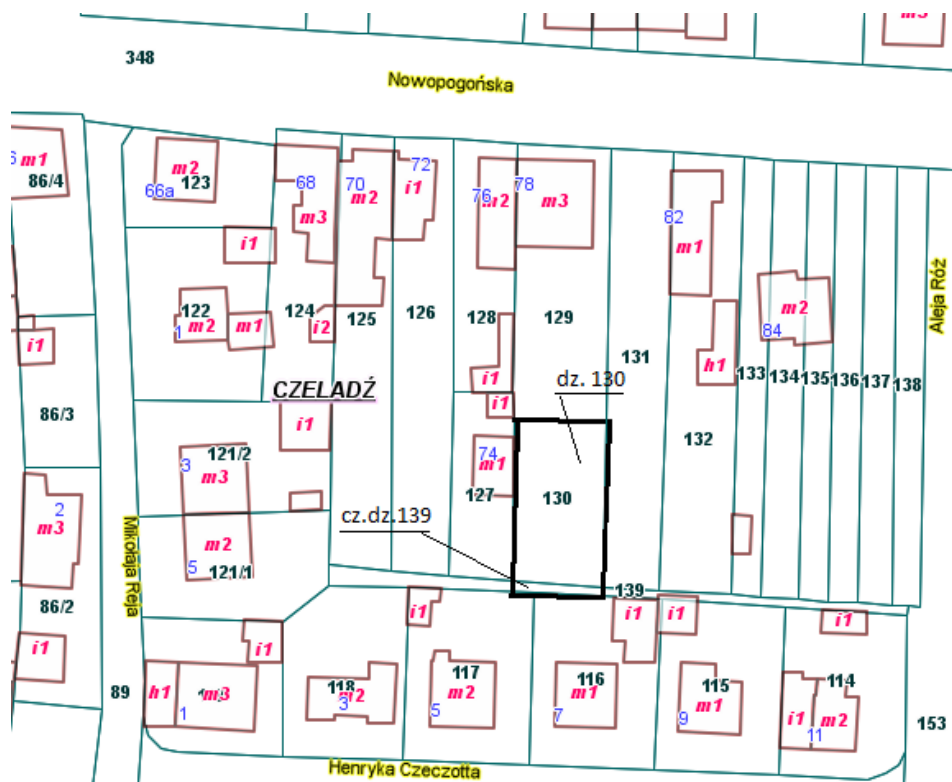 m3
348
Nowopogońska
m1
86/4
m2
66a
123
68
m3
70
m2
72
i1
76
m2
78
m3
82
m1
Aleja Róż
i1
122
1
m2
m1
124
i2
125
126
128
129
131
m2
84
i1
h1
133
134
135
136
137
138
i1
i1
dz. 130
CZELADŹ
86/3
i1
121/2
3
m3
74
m1
127
130
132
cz.dz.139
2
m3
Mikołaja Reja
m2
5
121/1
86/2
139
i1
i1
i1
i1
i1
i1
89
h1
m3
1
118
m2
3
117
m2
5
116
m1
7
115
m1
9
114
i1
m2
11
153
Henryka Czeczotta